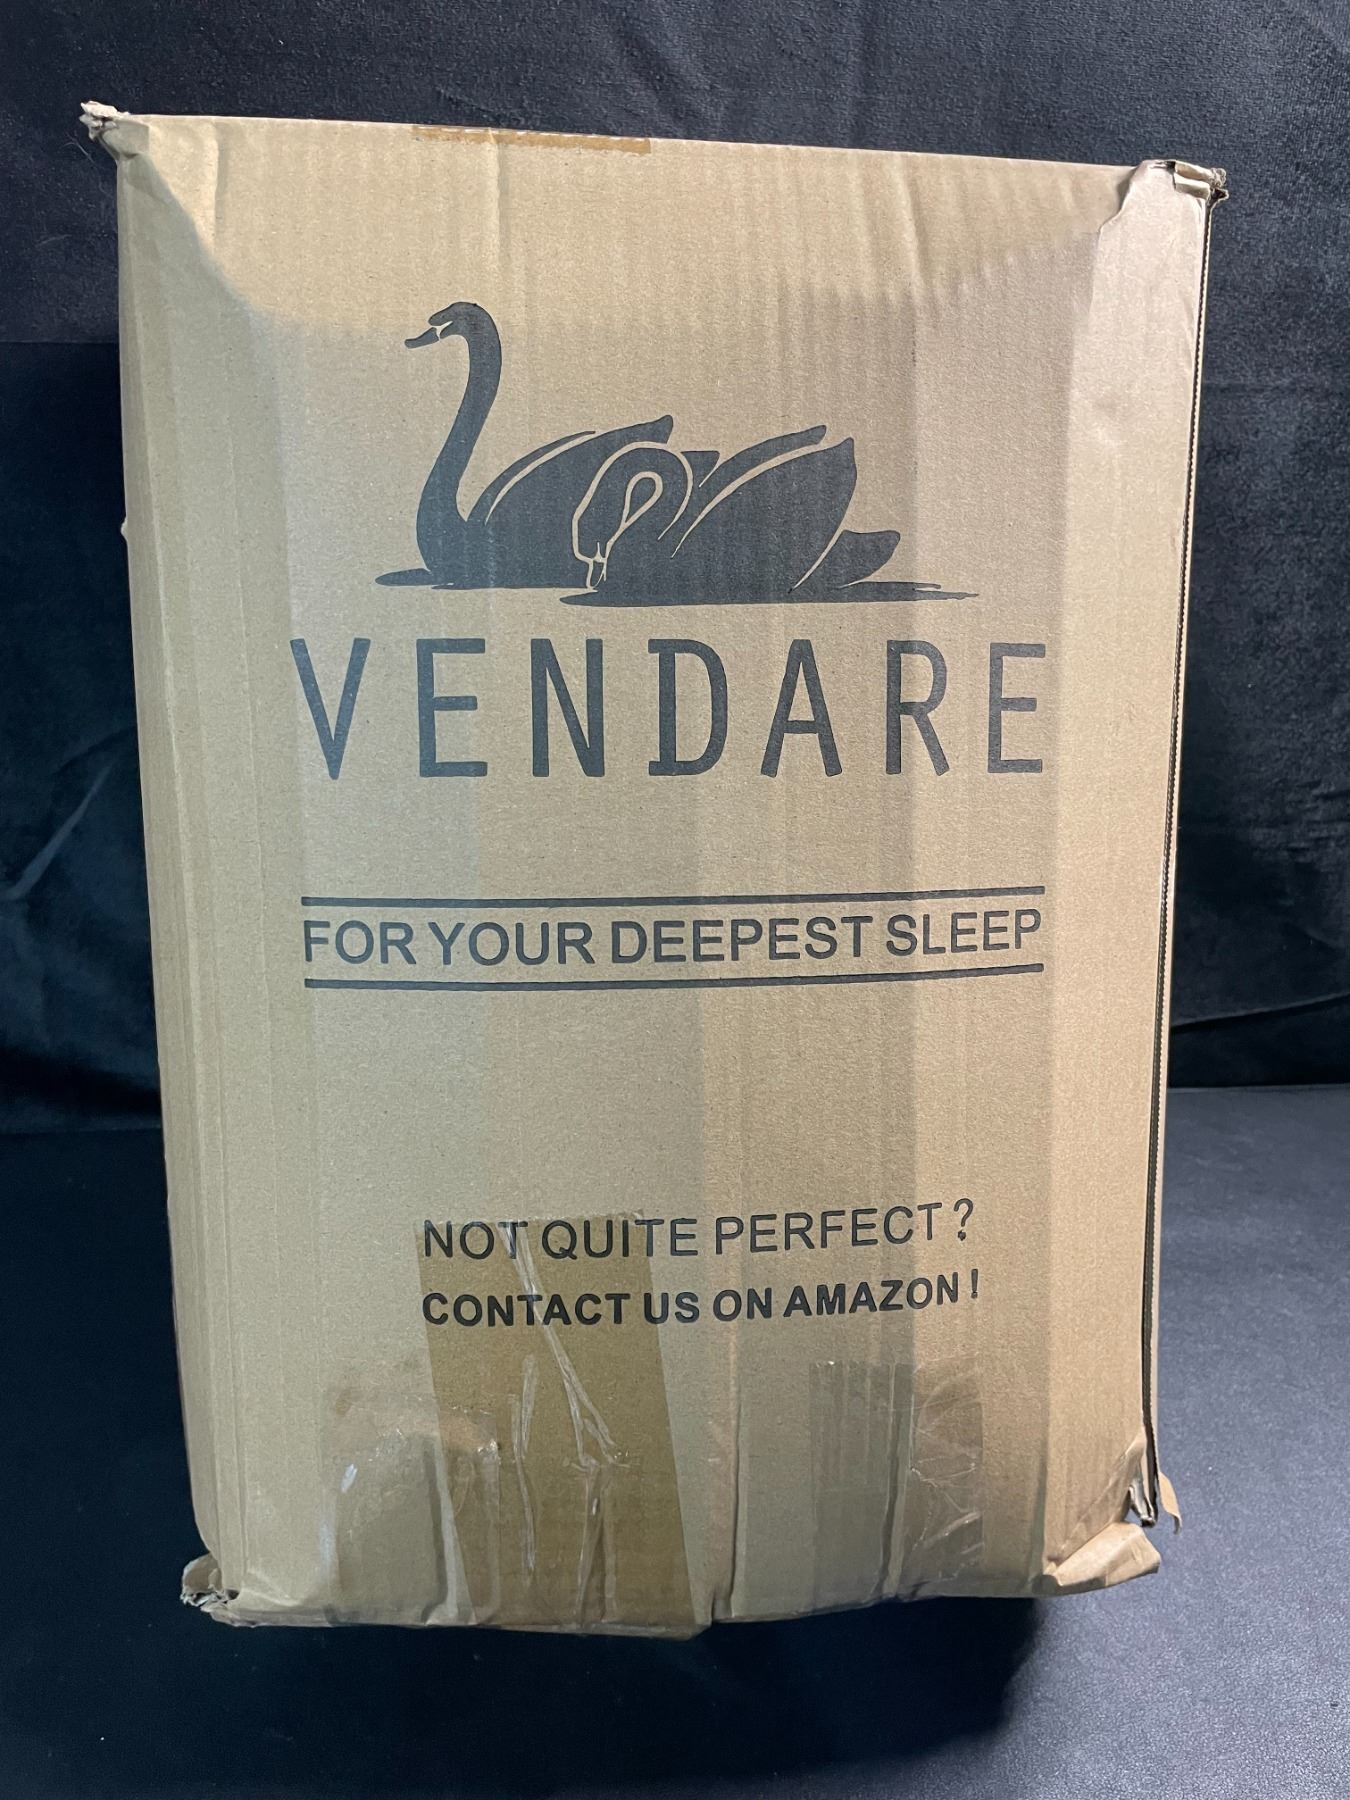 VENDARE
FOR YOUR DEEPEST SLEEP
NOT QUITE PERFECT?
CONTACT US ON AMAZON!